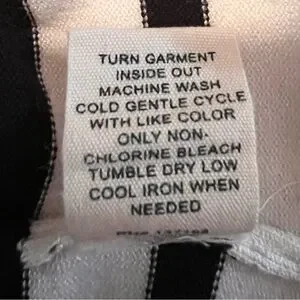 TURN GARMENT
INSIDE OUT
MACHINE WASH
COLD GENTLE CYCLE
WITH LIKE COLOR
ONLY NON-
CHLORINE BLEACH
TUMBLE DRY LOW
COOL IRON WHEN
NEEDED